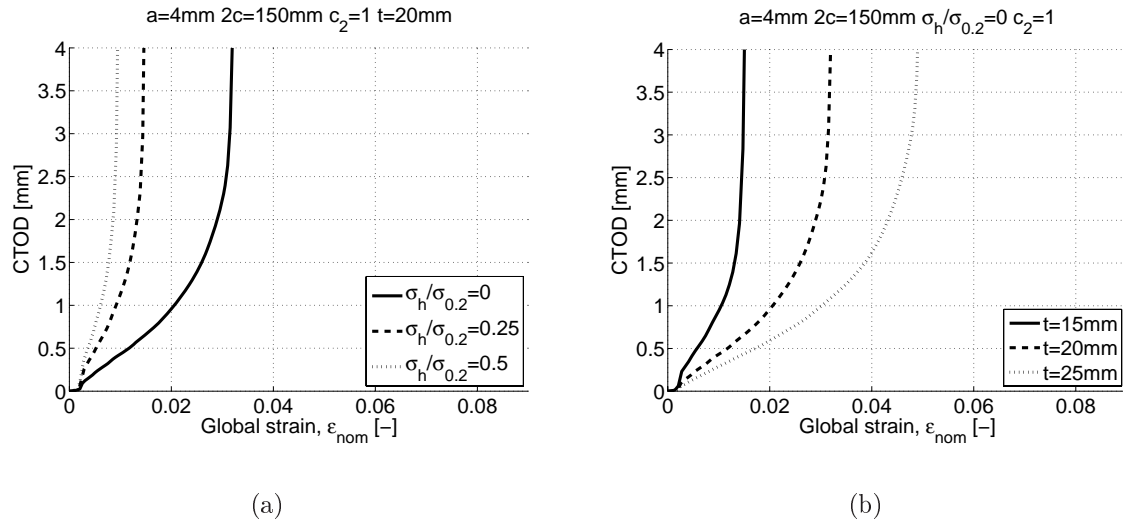 a=4mm 2c=150mm c₂=1 t=20mm
4
3.5
3
2.5
2
1.5
1
0.5
0
CTOD [mm]
0 0.02 0.04 0.06 0.08
Global strain, ε_nom [−]
σ_h/σ_0.2=0
σ_h/σ_0.2=0.25
σ_h/σ_0.2=0.5
(a)
a=4mm 2c=150mm σ_h/σ_0.2=0 c₂=1
4
3.5
3
2.5
2
1.5
1
0.5
0
CTOD [mm]
0 0.02 0.04 0.06 0.08
Global strain, ε_nom [−]
t=15mm
t=20mm
t=25mm
(b)